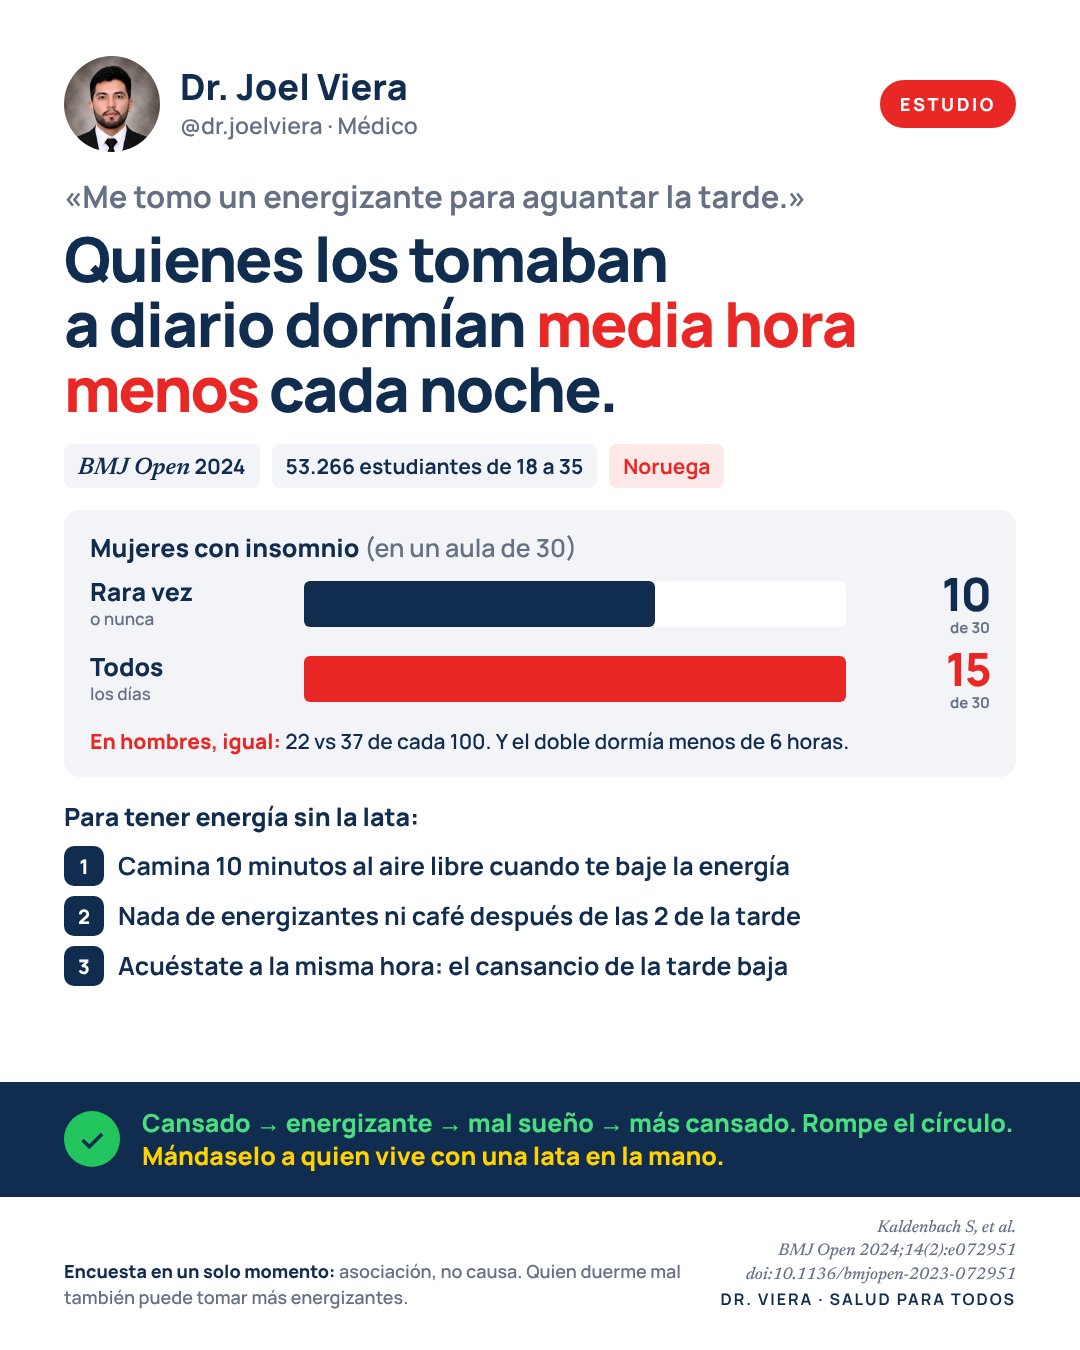 Dr. Joel Viera
@dr.joelviera · Médico
ESTUDIO
«Me tomo un energizante para aguantar la tarde.»
Quienes los tomaban
a diario dormían media hora
menos cada noche.
BMJ Open 2024
53.266 estudiantes de 18 a 35
Noruega
Mujeres con insomnio (en un aula de 30)
Rara vez
o nunca
10
de 30
Todos
los días
15
de 30
En hombres, igual: 22 vs 37 de cada 100. Y el doble dormía menos de 6 horas.
Para tener energía sin la lata:
1 Camina 10 minutos al aire libre cuando te baje la energía
2 Nada de energizantes ni café después de las 2 de la tarde
3 Acuéstate a la misma hora: el cansancio de la tarde baja
Cansado → energizante → mal sueño → más cansado. Rompe el círculo.
Mándaselo a quien vive con una lata en la mano.
Encuesta en un solo momento: asociación, no causa. Quien duerme mal
también puede tomar más energizantes.
Kaldenbach S, et al.
BMJ Open 2024;14(2):e072951
doi:10.1136/bmjopen-2023-072951
DR. VIERA · SALUD PARA TODOS